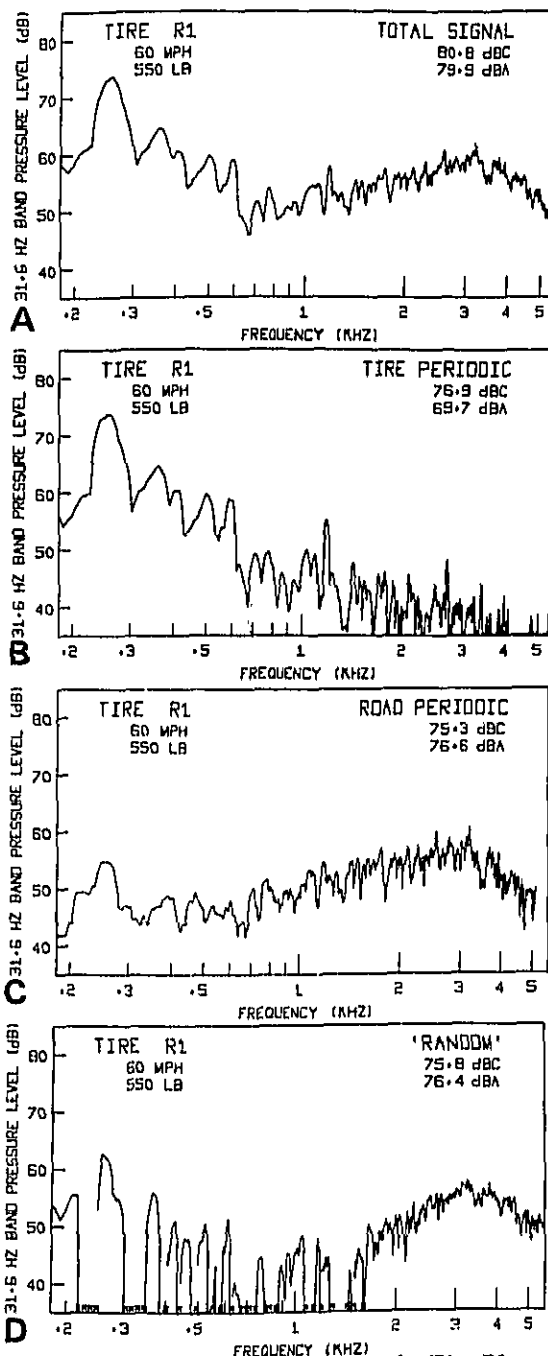 TIRE R1 TOTAL SIGNAL
60 MPH 80.8 dBC
550 LB 79.9 dBA
31.6 HZ BAND PRESSURE LEVEL (dB)
80
70
60
50
40
.2 .3 .5 1 2 3 4 5
FREQUENCY (KHZ)
A
TIRE R1 TIRE PERIODIC
60 MPH 76.9 dBC
550 LB 69.7 dBA
31.6 HZ BAND PRESSURE LEVEL (dB)
80
70
60
50
40
.2 .3 .5 1 2 3 4 5
FREQUENCY (KHZ)
B
TIRE R1 ROAD PERIODIC
60 MPH 75.3 dBC
550 LB 76.6 dBA
31.6 HZ BAND PRESSURE LEVEL (dB)
80
70
60
50
40
.2 .3 .5 1 2 3 4 5
FREQUENCY (KHZ)
C
TIRE R1 'RANDOM'
60 MPH 75.8 dBC
550 LB 76.4 dBA
31.6 HZ BAND PRESSURE LEVEL (dB)
80
70
60
50
40
.2 .3 .5 1 2 3 4 5
FREQUENCY (KHZ)
D